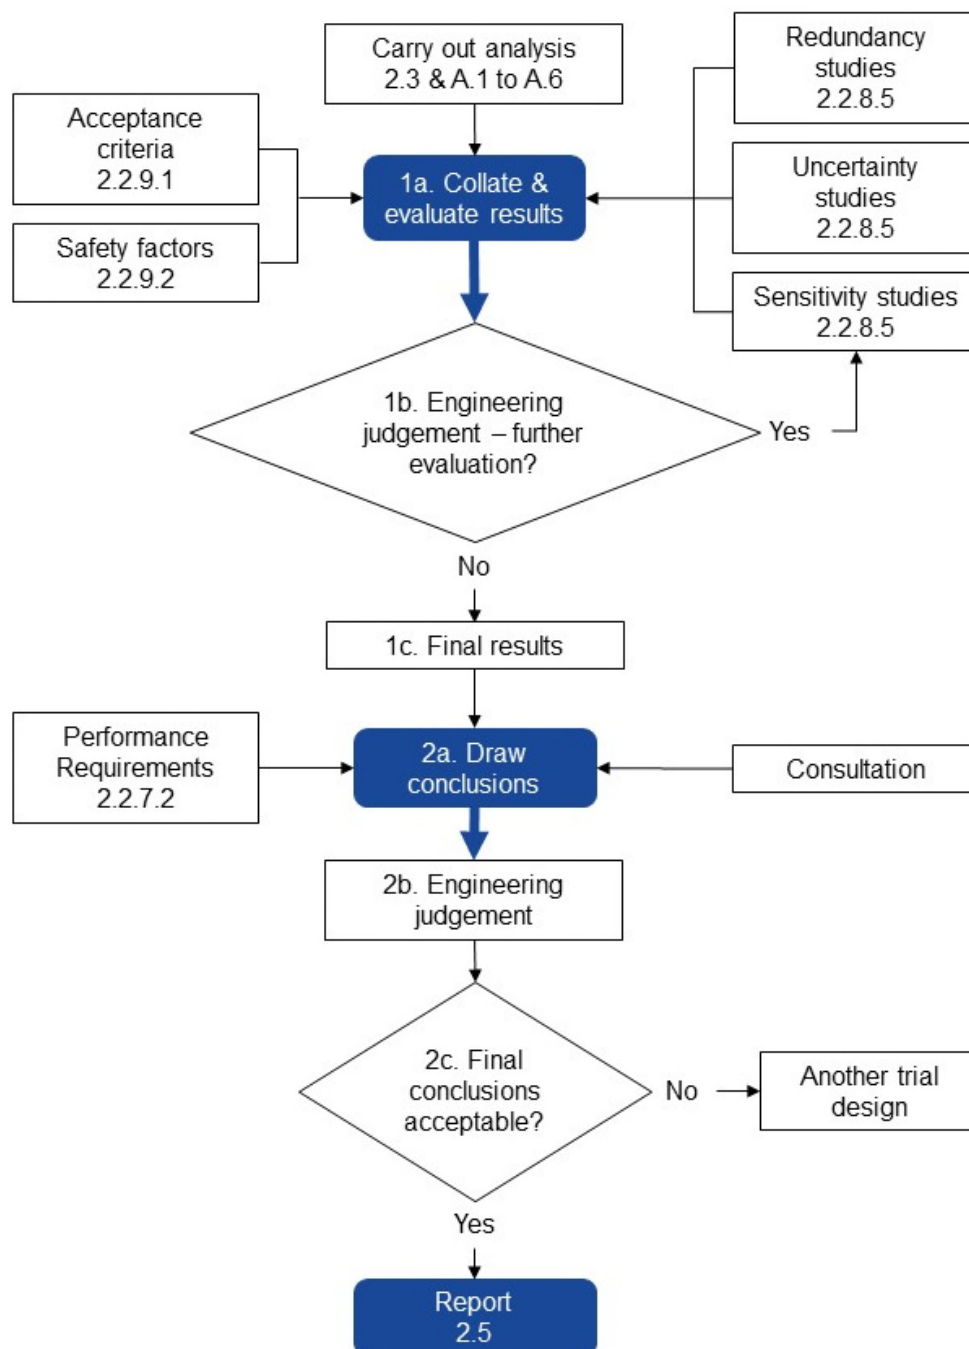 Carry out analysis
2.3 & A.1 to A.6
Redundancy
studies
2.2.8.5
Acceptance
criteria
2.2.9.1
1a. Collate &
evaluate results
Uncertainty
studies
2.2.8.5
Safety factors
2.2.9.2
Sensitivity studies
2.2.8.5
1b. Engineering
judgement – further
evaluation?
Yes
No
1c. Final results
Performance
Requirements
2.2.7.2
2a. Draw
conclusions
Consultation
2b. Engineering
judgement
2c. Final
conclusions
acceptable?
No
Another trial
design
Yes
Report
2.5